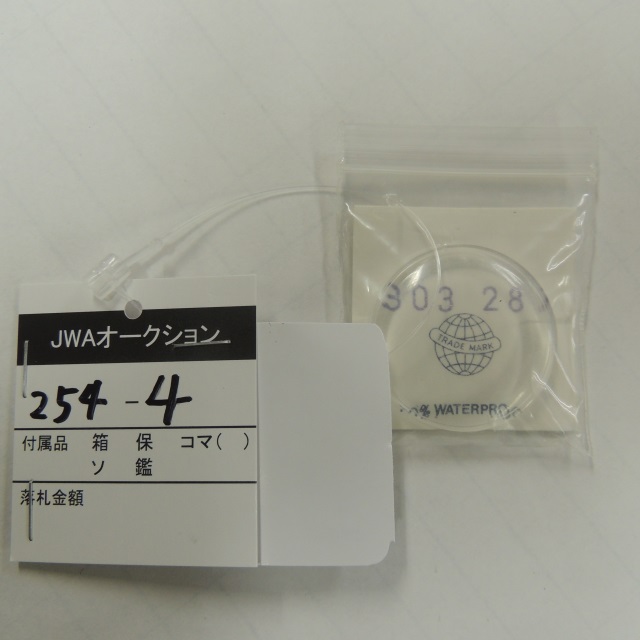 JWAオークション
254-4
付属品 箱 保 コマ( )
ソ 鑑
落札金額
303 28
TRADE MARK
WATERPROOF